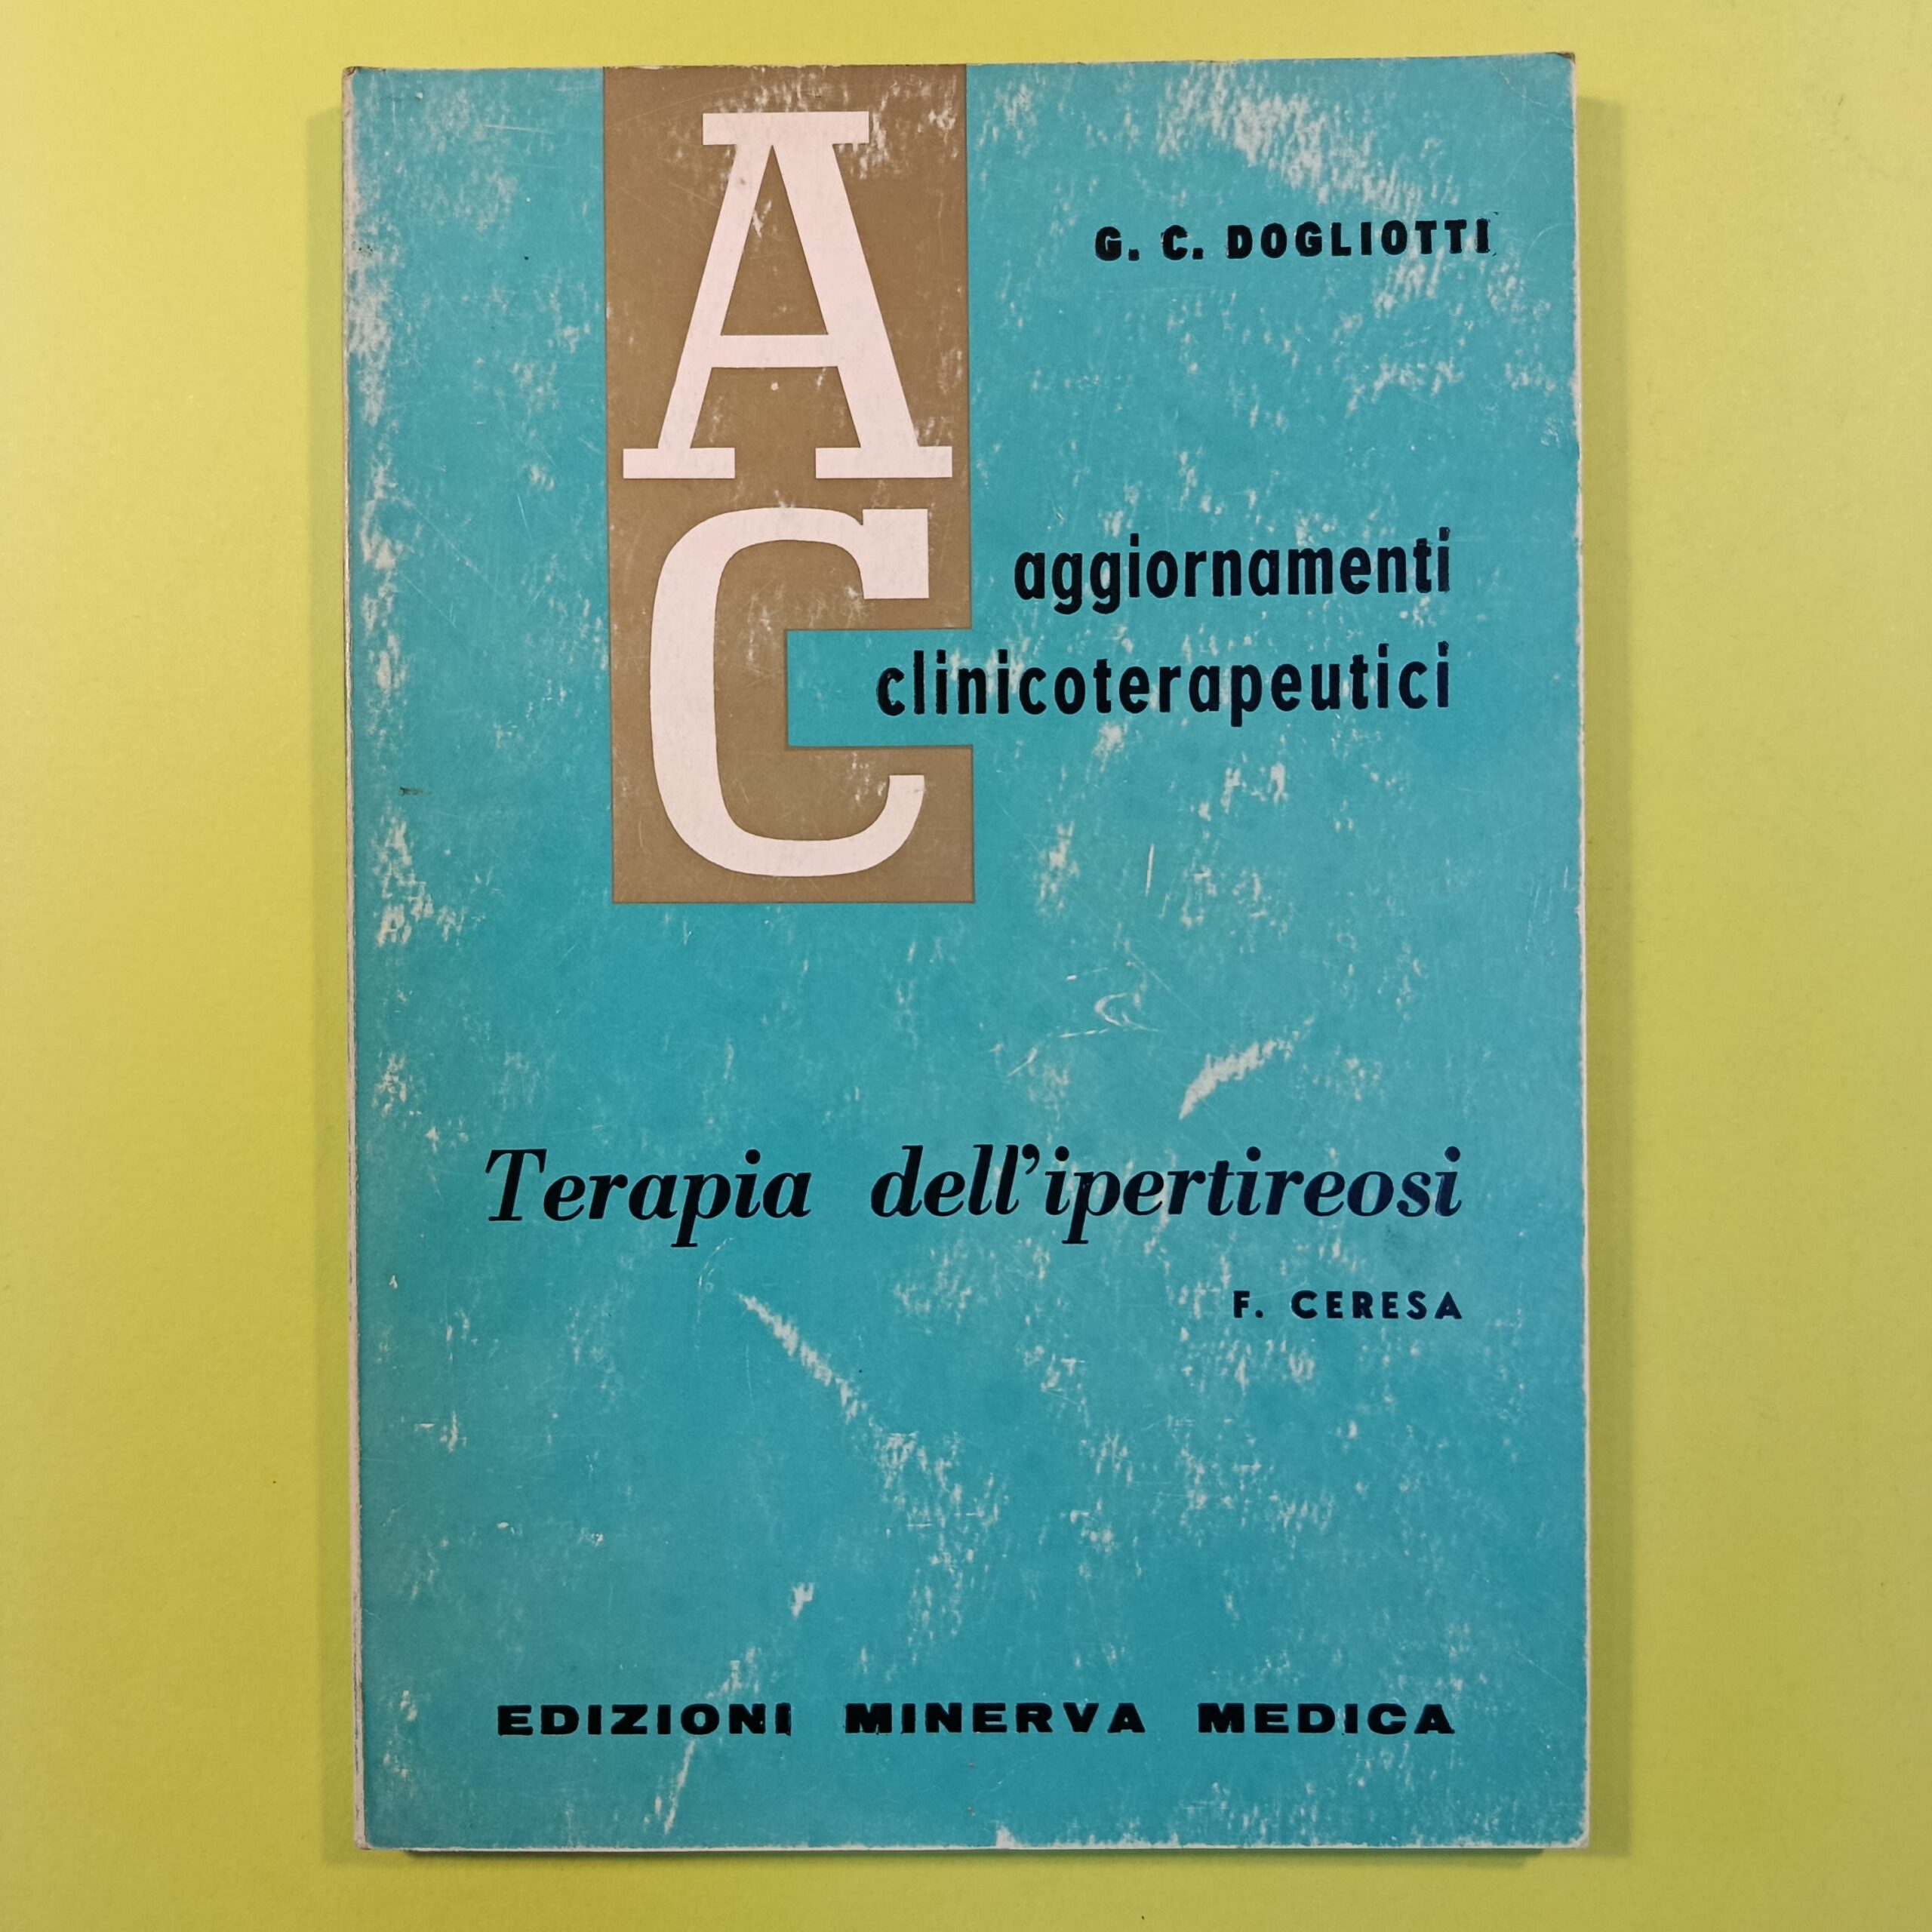 A
C
G. C. DOGLIOTTI
aggiornamenti
clinicoterapeutici
Terapia dell'ipertireosi
F. CERESA
EDIZIONI MINERVA MEDICA